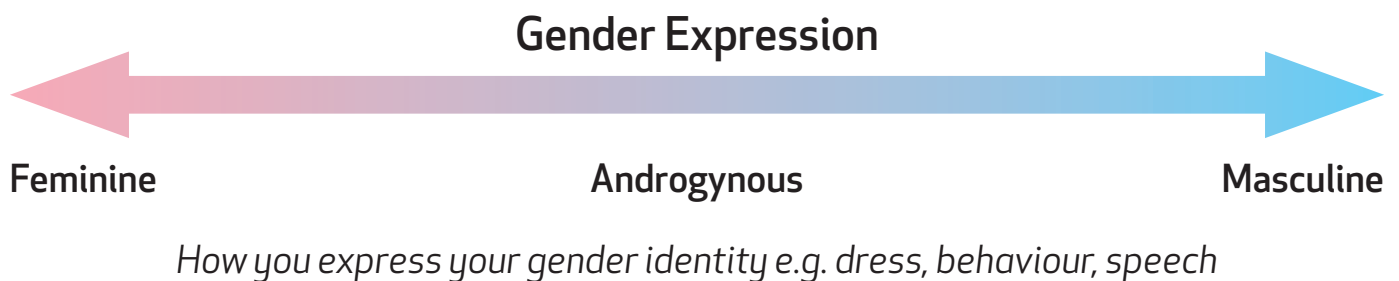 Gender Expression
Feminine Androgynous Masculine
How you express your gender identity e.g. dress, behaviour, speech